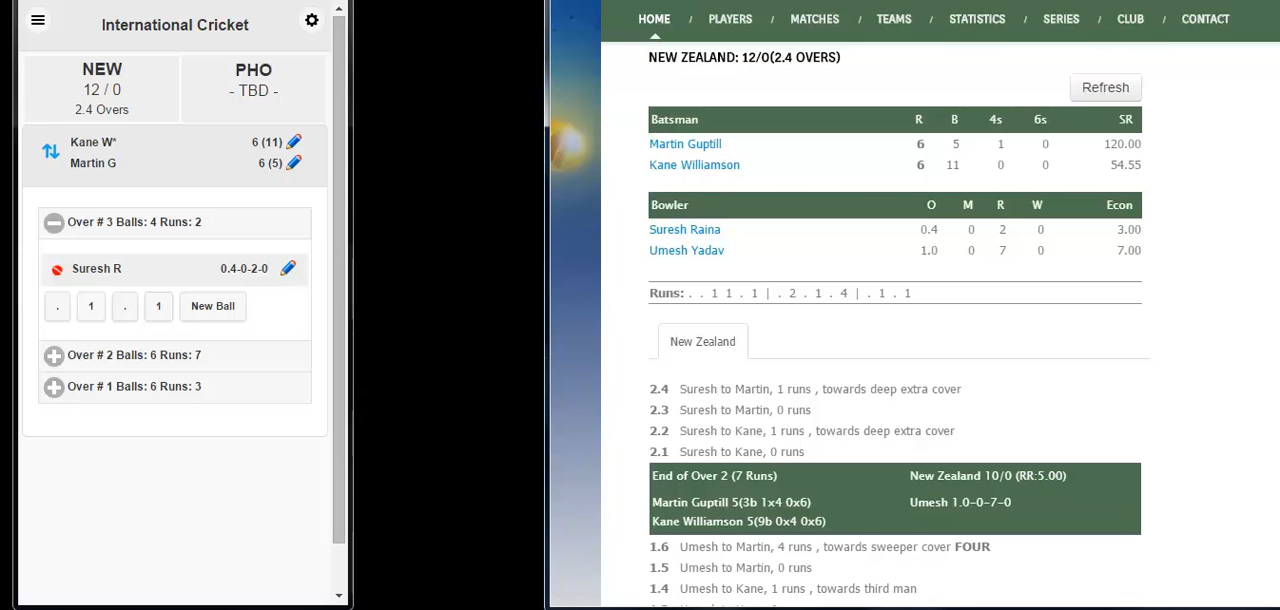 International Cricket
NEW
12 / 0
2.4 Overs
PHO
- TBD -
Kane W* 6 (11)
Martin G 6 (5)
Over # 3 Balls: 4 Runs: 2
Suresh R 0.4-0-2-0
. 1 . 1 New Ball
Over # 2 Balls: 6 Runs: 7
Over # 1 Balls: 6 Runs: 3
HOME / PLAYERS / MATCHES / TEAMS / STATISTICS / SERIES / CLUB / CONTACT
NEW ZEALAND: 12/0(2.4 OVERS)
Refresh
Batsman R B 4s 6s SR
Martin Guptill 6 5 1 0 120.00
Kane Williamson 6 11 0 0 54.55
Bowler O M R W Econ
Suresh Raina 0.4 0 2 0 3.00
Umesh Yadav 1.0 0 7 0 7.00
Runs: . . 1 1 . 1 | . 2 . 1 . 4 | . 1 . 1
New Zealand
2.4 Suresh to Martin, 1 runs , towards deep extra cover
2.3 Suresh to Martin, 0 runs
2.2 Suresh to Kane, 1 runs , towards deep extra cover
2.1 Suresh to Kane, 0 runs
End of Over 2 (7 Runs) New Zealand 10/0 (RR:5.00)
Martin Guptill 5(3b 1x4 0x6) Umesh 1.0-0-7-0
Kane Williamson 5(9b 0x4 0x6)
1.6 Umesh to Martin, 4 runs , towards sweeper cover FOUR
1.5 Umesh to Martin, 0 runs
1.4 Umesh to Kane, 1 runs , towards third man